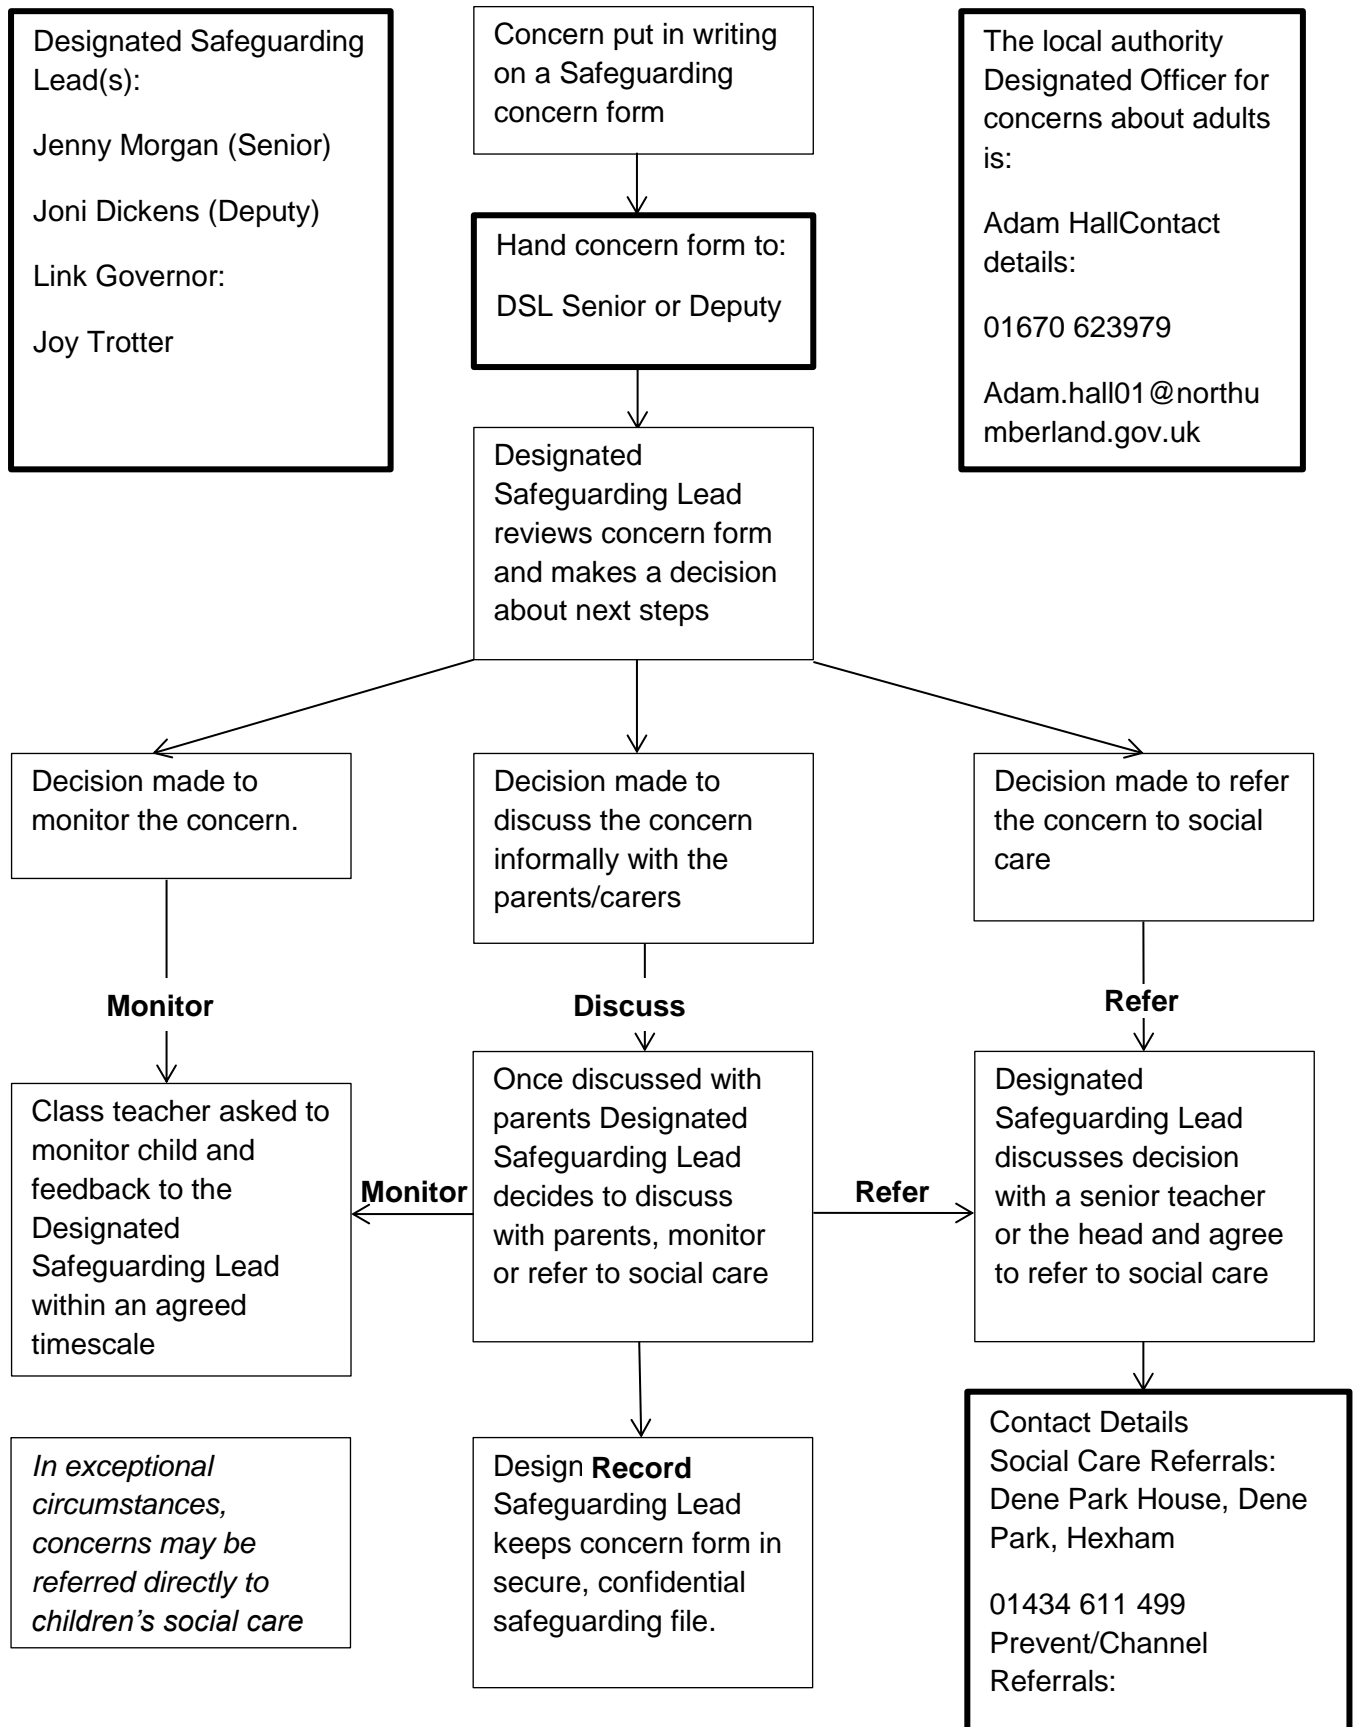 Designated Safeguarding
Lead(s):
Jenny Morgan (Senior)
Joni Dickens (Deputy)
Link Governor:
Joy Trotter
Concern put in writing
on a Safeguarding
concern form
The local authority
Designated Officer for
concerns about adults
is:
Adam HallContact
details:
01670 623979
Adam.hall01@northu
mberland.gov.uk
Hand concern form to:
DSL Senior or Deputy
Designated
Safeguarding Lead
reviews concern form
and makes a decision
about next steps
Decision made to
monitor the concern.
Decision made to
discuss the concern
informally with the
parents/carers
Decision made to refer
the concern to social
care
Monitor
Discuss
Refer
Class teacher asked to
monitor child and
feedback to the
Designated
Safeguarding Lead
within an agreed
timescale
Monitor
Once discussed with
parents Designated
Safeguarding Lead
decides to discuss
with parents, monitor
or refer to social care
Refer
Designated
Safeguarding Lead
discusses decision
with a senior teacher
or the head and agree
to refer to social care
In exceptional
circumstances,
concerns may be
referred directly to
children’s social care
Design Record
Safeguarding Lead
keeps concern form in
secure, confidential
safeguarding file.
Contact Details
Social Care Referrals:
Dene Park House, Dene
Park, Hexham
01434 611 499
Prevent/Channel
Referrals: